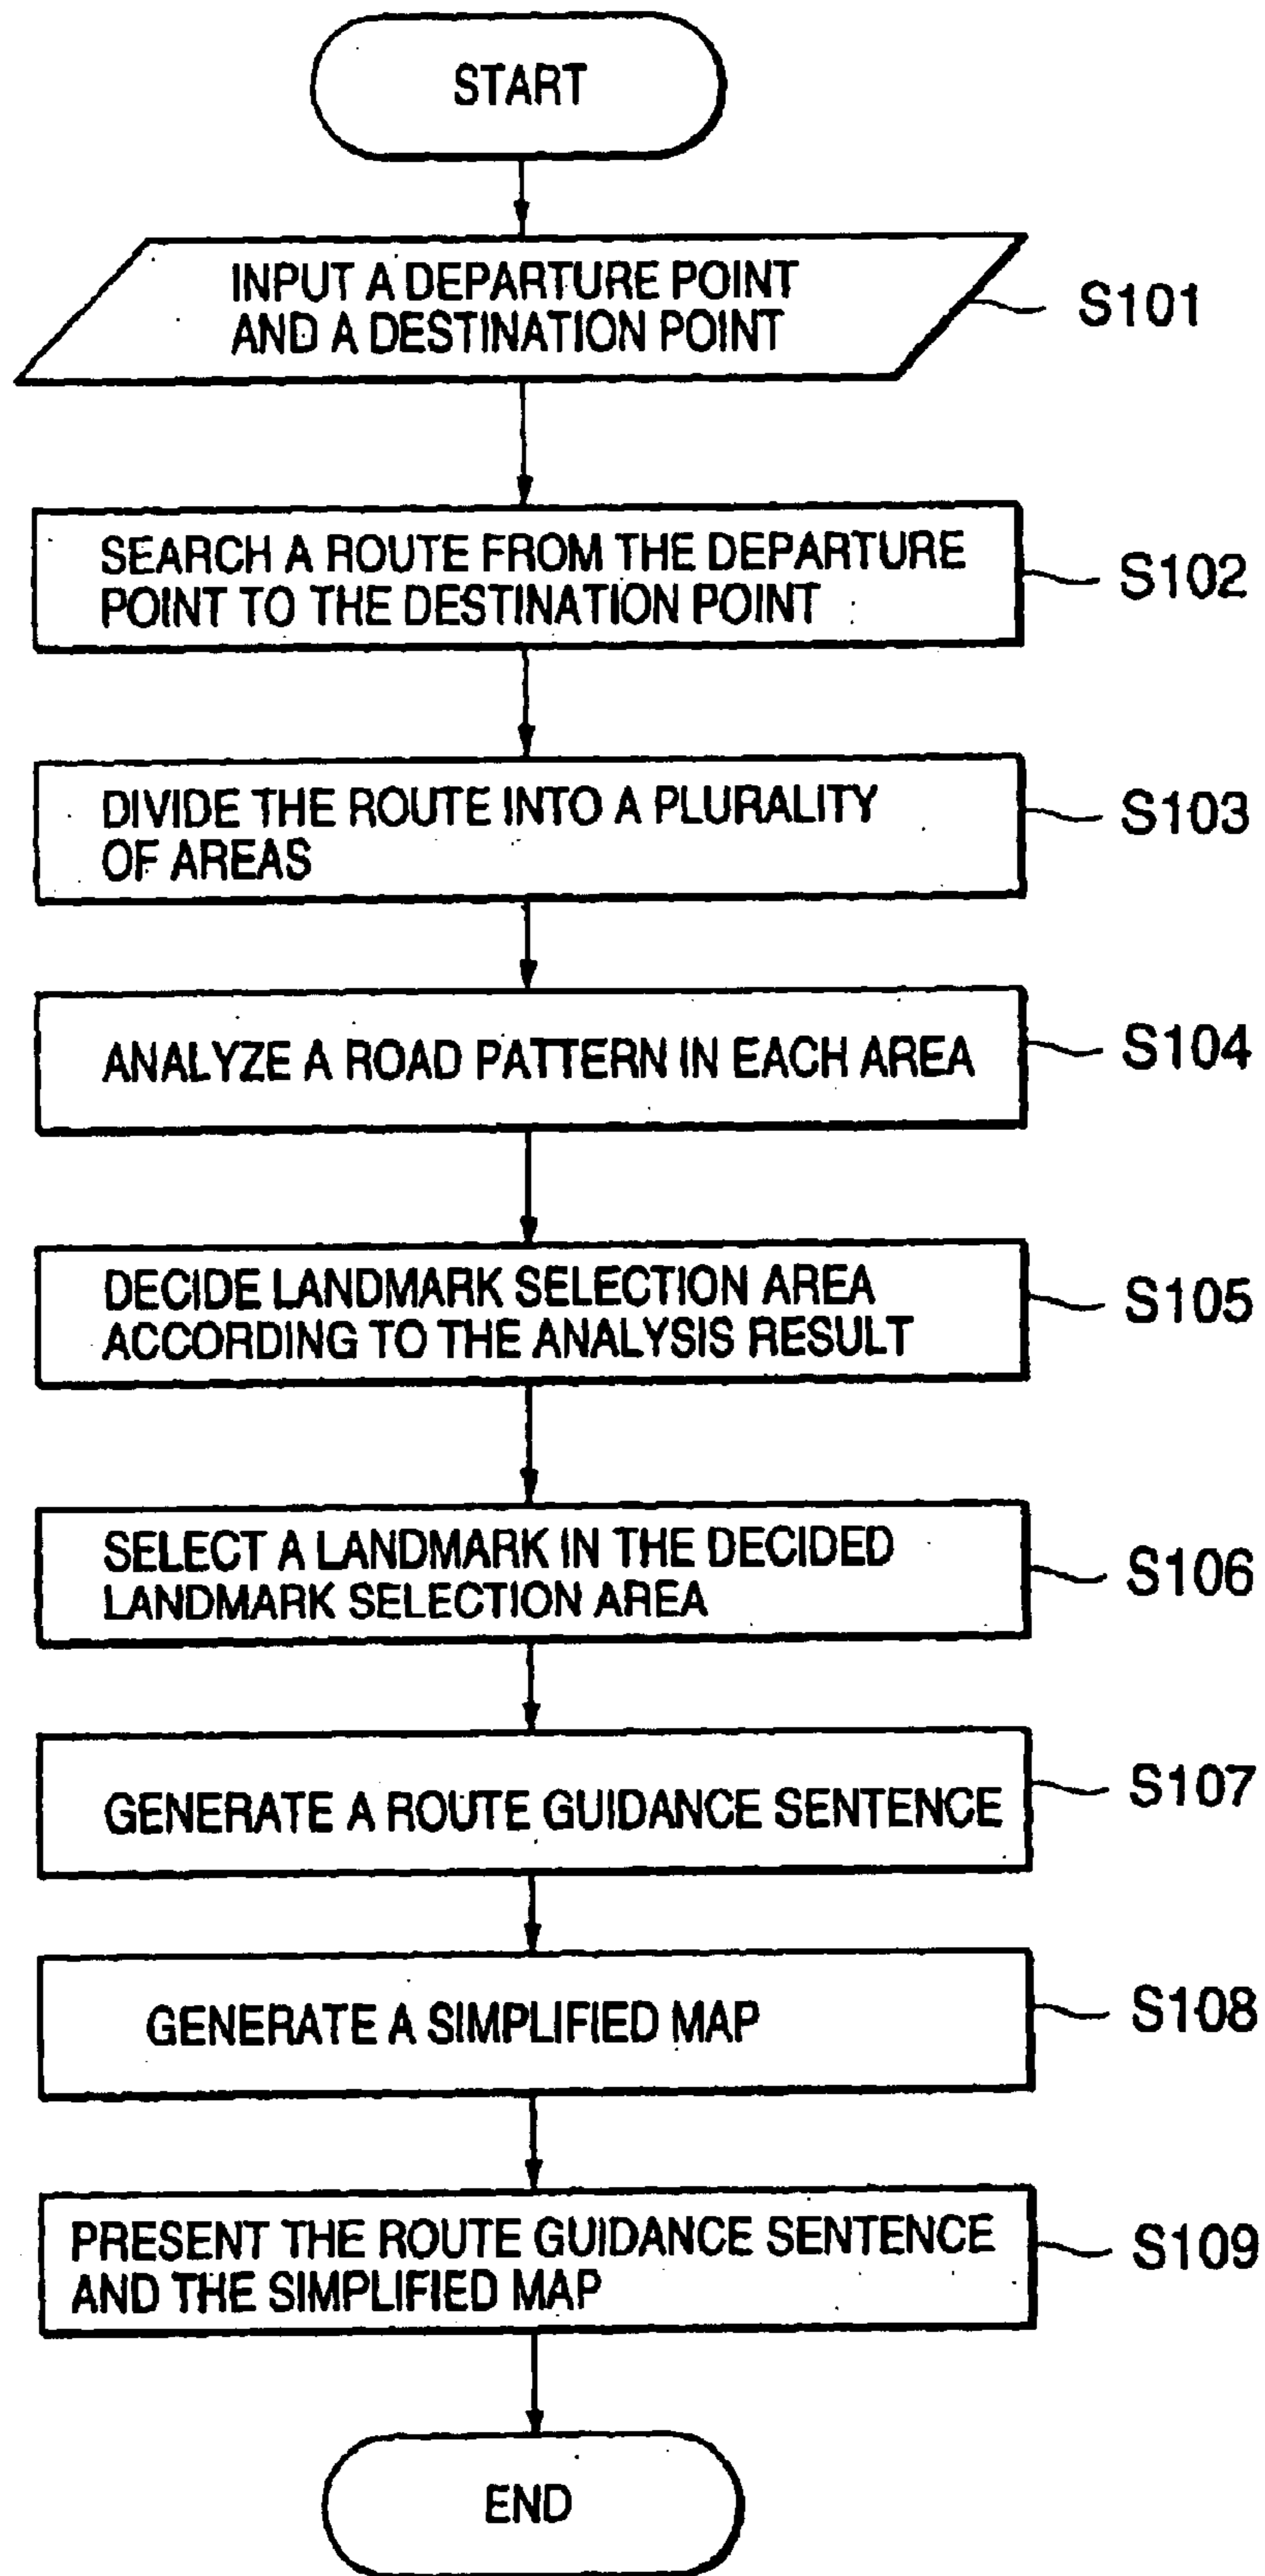 START
INPUT A DEPARTURE POINT
AND A DESTINATION POINT
S101
SEARCH A ROUTE FROM THE DEPARTURE
POINT TO THE DESTINATION POINT
S102
DIVIDE THE ROUTE INTO A PLURALITY
OF AREAS
S103
ANALYZE A ROAD PATTERN IN EACH AREA
S104
DECIDE LANDMARK SELECTION AREA
ACCORDING TO THE ANALYSIS RESULT
S105
SELECT A LANDMARK IN THE DECIDED
LANDMARK SELECTION AREA
S106
GENERATE A ROUTE GUIDANCE SENTENCE
S107
GENERATE A SIMPLIFIED MAP
S108
PRESENT THE ROUTE GUIDANCE SENTENCE
AND THE SIMPLIFIED MAP
S109
END